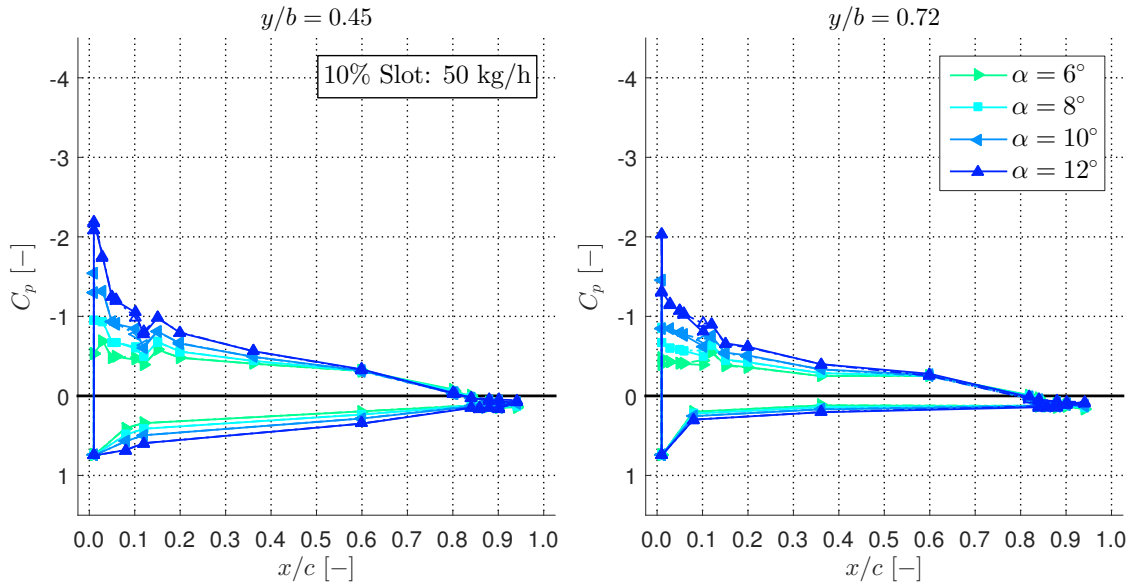 y/b = 0.45
y/b = 0.72
10% Slot: 50 kg/h
α = 6°
α = 8°
α = 10°
α = 12°
-4
-3
-2
-1
0
1
C_p [−]
0.0 0.1 0.2 0.3 0.4 0.5 0.6 0.7 0.8 0.9 1.0
x/c [−]
-4
-3
-2
-1
0
1
C_p [−]
0.0 0.1 0.2 0.3 0.4 0.5 0.6 0.7 0.8 0.9 1.0
x/c [−]